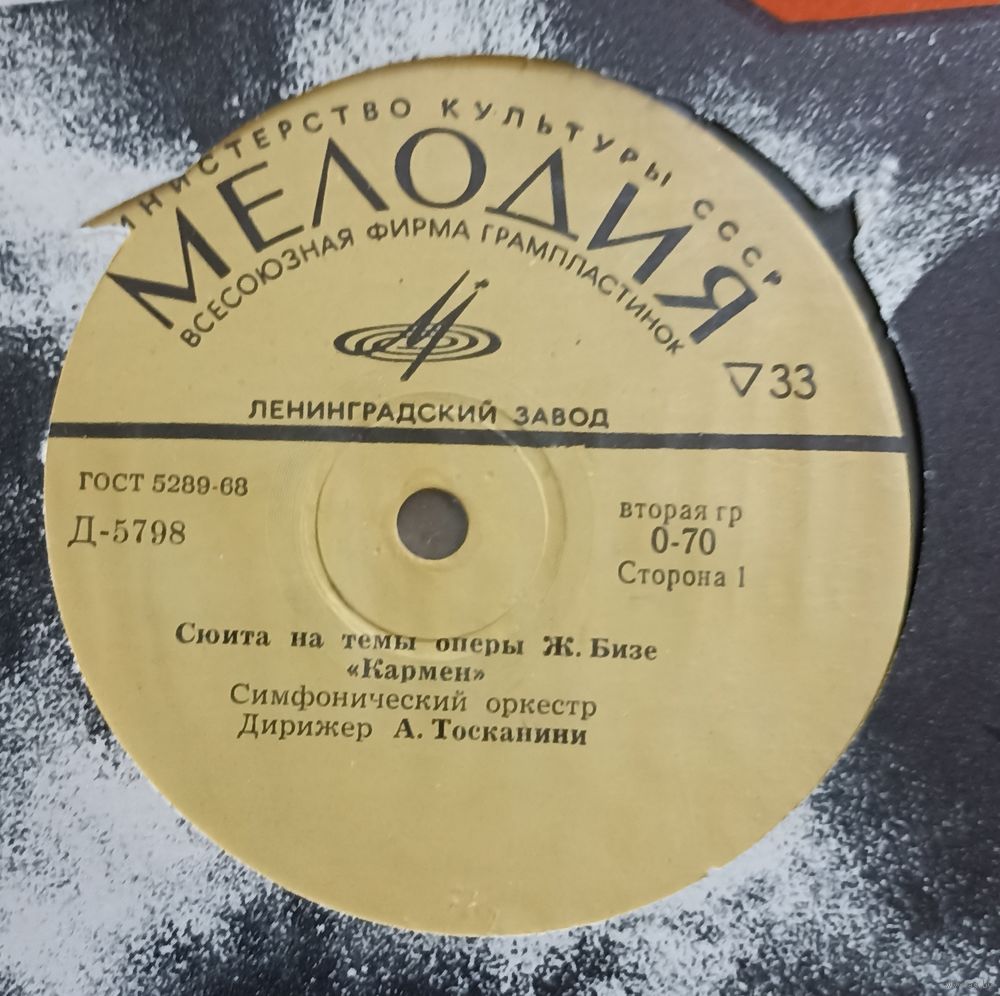 МИНИСТЕРСТВО КУЛЬТУРЫ СССР
МЕЛОДИЯ
ВСЕСОЮЗНАЯ ФИРМА ГРАМПЛАСТИНОК
▽33
ЛЕНИНГРАДСКИЙ ЗАВОД
ГОСТ 5289-68
Д-5798
вторая гр
0-70
Сторона 1
Сюита на темы оперы Ж. Бизе
«Кармен»
Симфонический оркестр
Дирижер А. Тосканини